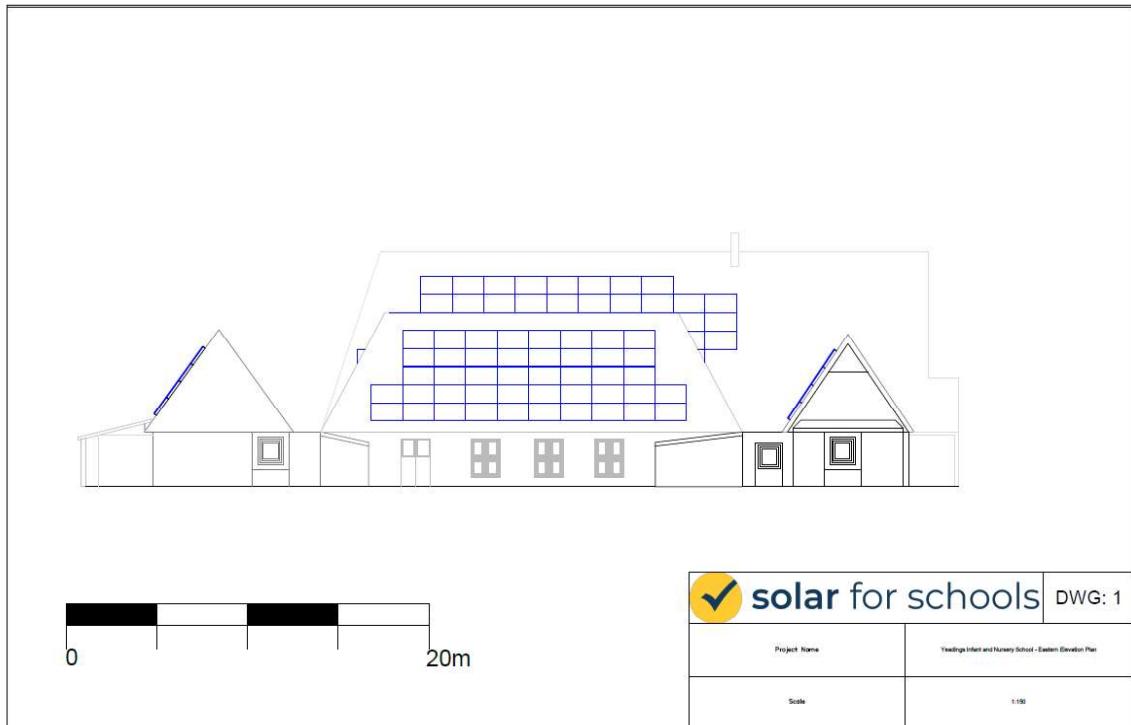 solar for schools
DWG: 1
Project Name
Yeadings Infant and Nursery School - Eastern Elevation Plan
Scale
1:150
0
20m